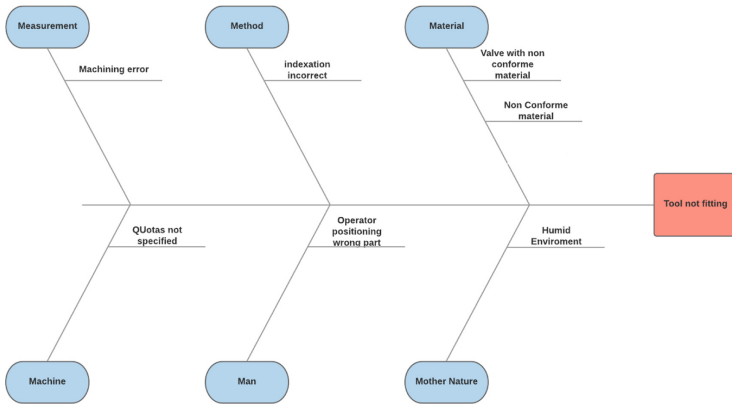 Measurement
Method
Material
Machining error
indexation
incorrect
Valve with non
conforme
material
Non Conforme
material
Tool not fitting
QUotas not
specified
Operator
positioning
wrong part
Humid
Enviroment
Machine
Man
Mother Nature